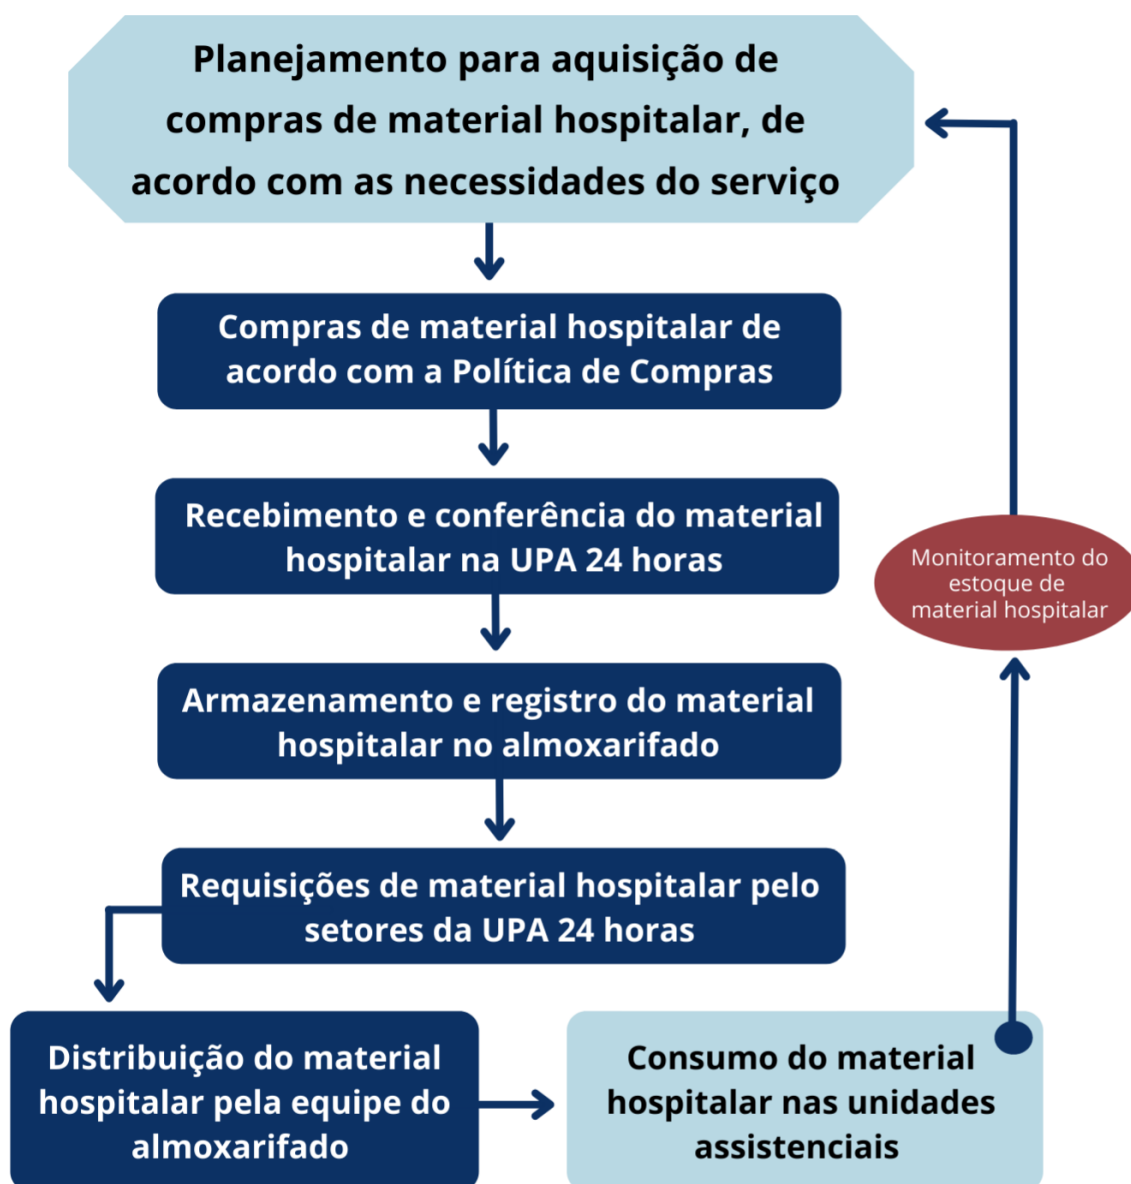 Planejamento para aquisição de
compras de material hospitalar, de
acordo com as necessidades do serviço
Compras de material hospitalar de
acordo com a Política de Compras
Recebimento e conferência do material
hospitalar na UPA 24 horas
Monitoramento do
estoque de
material hospitalar
Armazenamento e registro do material
hospitalar no almoxarifado
Requisições de material hospitalar pelo
setores da UPA 24 horas
Distribuição do material
hospitalar pela equipe do
almoxarifado
Consumo do material
hospitalar nas unidades
assistenciais